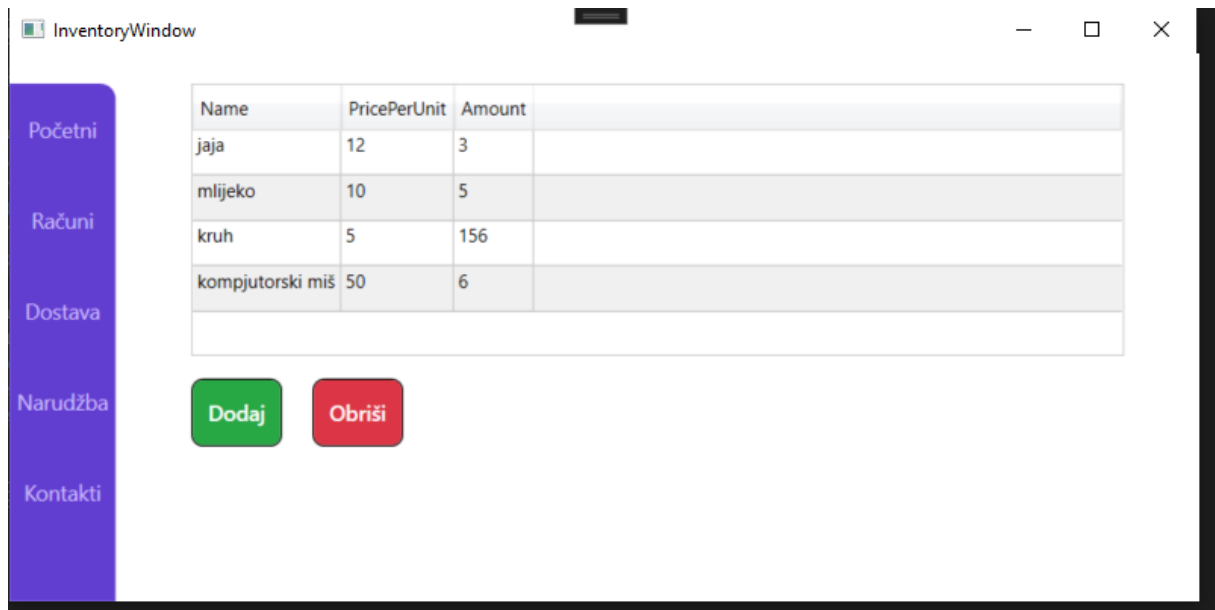 InventoryWindow
Početni
Računi
Dostava
Narudžba
Kontakti
Name PricePerUnit Amount
jaja 12 3
mlijeko 10 5
kruh 5 156
kompjutorski miš 50 6
Dodaj Obriši